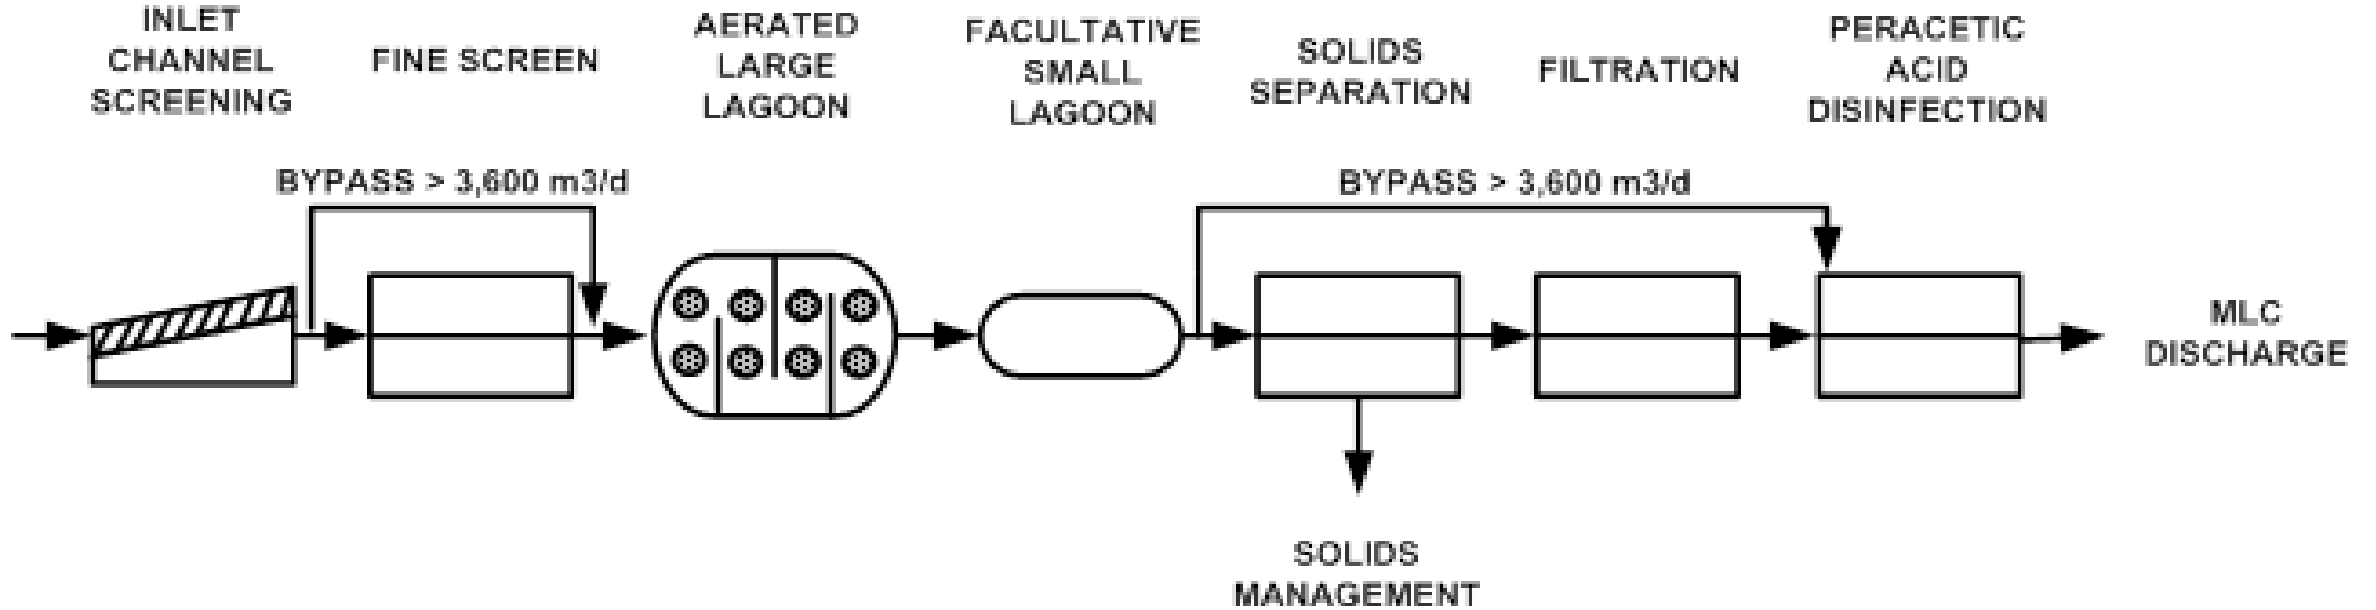 INLET
CHANNEL
SCREENING
FINE SCREEN
AERATED
LARGE
LAGOON
FACULTATIVE
SMALL
LAGOON
SOLIDS
SEPARATION
FILTRATION
PERACETIC
ACID
DISINFECTION
BYPASS > 3,600 m3/d
BYPASS > 3,600 m3/d
MLC
DISCHARGE
SOLIDS
MANAGEMENT